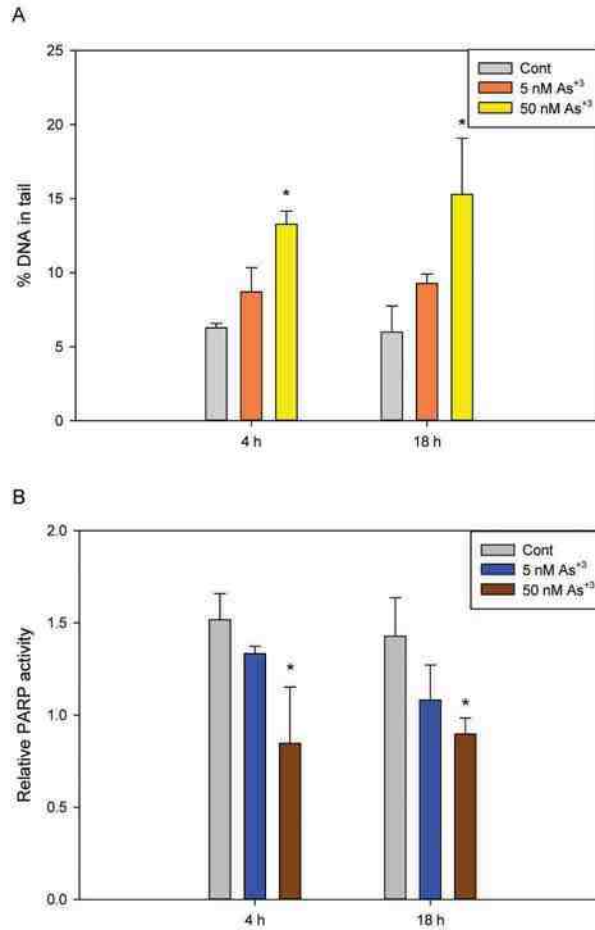 A
25
20
15
10
5
0
% DNA in tail
Cont
5 nM As⁺³
50 nM As⁺³
*
*
4 h
18 h
B
2.0
1.5
1.0
0.5
0.0
Relative PARP activity
Cont
5 nM As⁺³
50 nM As⁺³
*
*
4 h
18 h